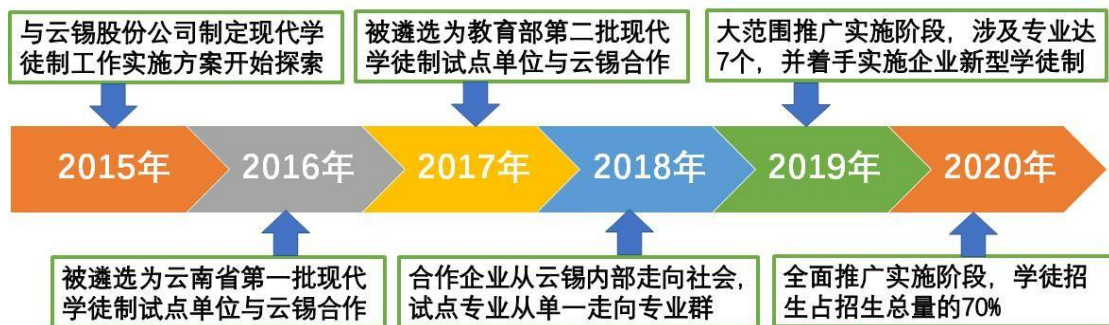 与云锡股份公司制定现代学
徒制工作实施方案开始探索
被遴选为教育部第二批现代
学徒制试点单位与云锡合作
大范围推广实施阶段，涉及专业达
7个，并着手实施企业新型学徒制
2015年
2016年
2017年
2018年
2019年
2020年
被遴选为云南省第一批现代
学徒制试点单位与云锡合作
合作企业从云锡内部走向社会，
试点专业从单一走向专业群
全面推广实施阶段，学徒招
生占招生总量的70%